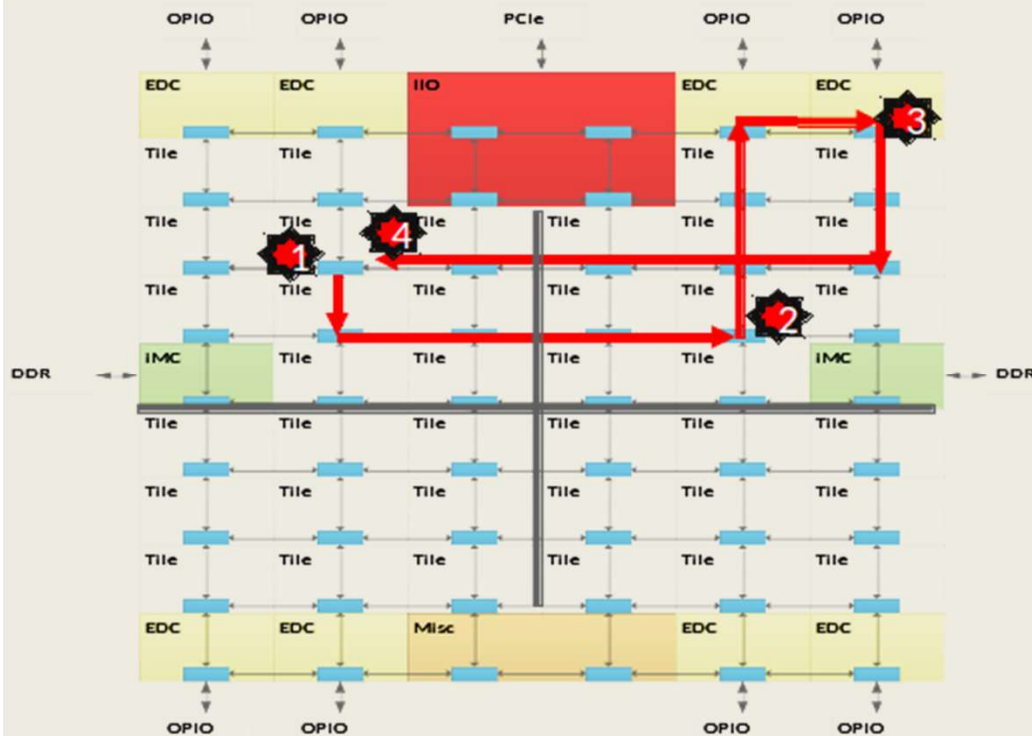 OPIO OPIO PCIe OPIO OPIO
EDC EDC IIO EDC EDC
3
Tile Tile Tile Tile
Tile Tile Tile Tile Tile Tile
4
1
Tile Tile Tile Tile Tile Tile
2
iMC Tile Tile Tile Tile iMC
DDR DDR
Tile Tile Tile Tile Tile Tile
Tile Tile Tile Tile Tile Tile
Tile Tile Tile Tile Tile Tile
EDC EDC Misc EDC EDC
OPIO OPIO OPIO OPIO